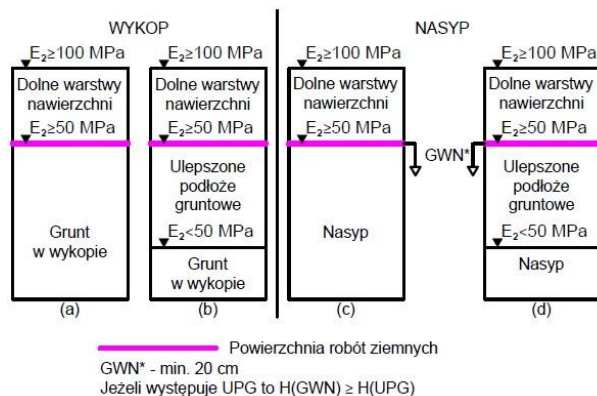 WYKOP
NASYP
E₂≥100 MPa
Dolne warstwy
nawierzchni
E₂≥50 MPa
Grunt
w wykopie
(a)
E₂≥100 MPa
Dolne warstwy
nawierzchni
E₂≥50 MPa
Ulepszone
podłoże
gruntowe
E₂<50 MPa
Grunt
w wykopie
(b)
E₂≥100 MPa
Dolne warstwy
nawierzchni
E₂≥50 MPa
GWN*
Nasyp
(c)
E₂≥100 MPa
Dolne warstwy
nawierzchni
E₂≥50 MPa
Ulepszone
podłoże
gruntowe
E₂<50 MPa
Nasyp
(d)
Powierzchnia robót ziemnych
GWN* - min. 20 cm
Jeżeli występuje UPG to H(GWN) ≥ H(UPG)